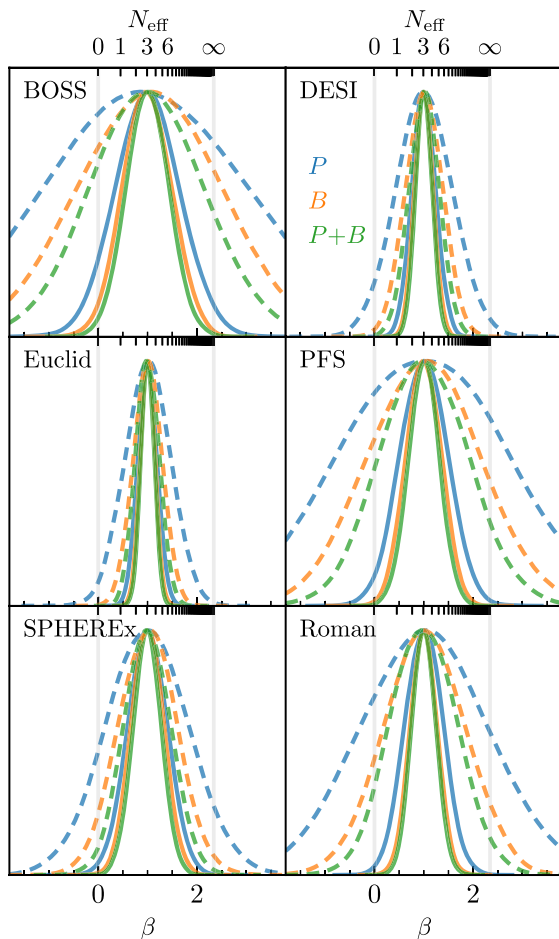 N_eff N_eff
0 1 3 6 ∞ 0 1 3 6 ∞
BOSS DESI
P
B
P+B
Euclid PFS
SPHEREx Roman
0 2 0 2
β β